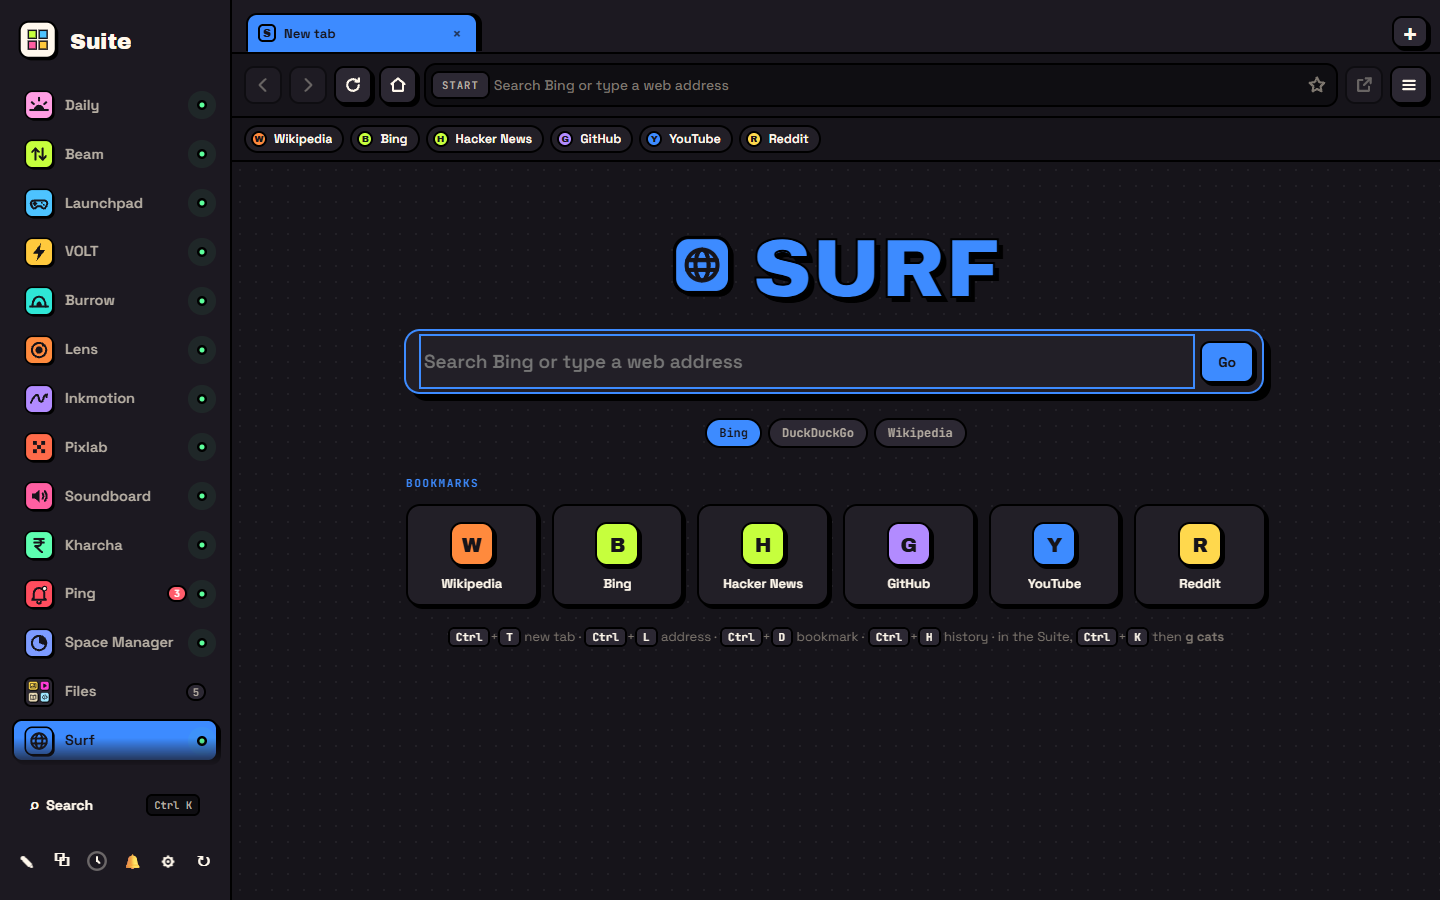 Suite
Daily
Beam
Launchpad
VOLT
Burrow
Lens
Inkmotion
Pixlab
Soundboard
Kharcha
Ping 3
Space Manager
Files 5
Surf
Search Ctrl K
S New tab ×
+
START Search Bing or type a web address
W Wikipedia B Bing H Hacker News G GitHub Y YouTube R Reddit
SURF
Search Bing or type a web address Go
Bing DuckDuckGo Wikipedia
BOOKMARKS
W B H G Y R
Wikipedia Bing Hacker News GitHub YouTube Reddit
Ctrl + T new tab · Ctrl + L address · Ctrl + D bookmark · Ctrl + H history · in the Suite, Ctrl + K then g cats